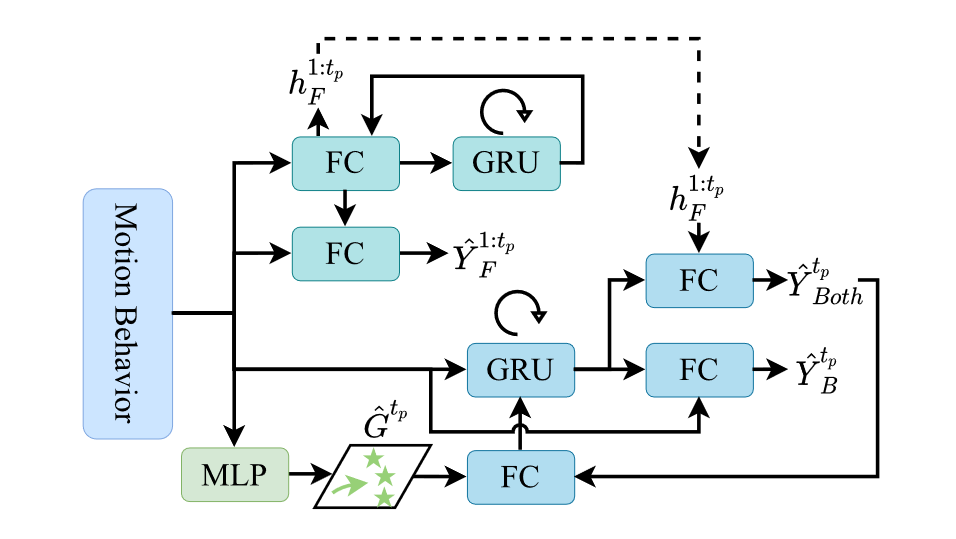 Motion Behavior
$h_F^{1:t_p}$
FC
GRU
FC
$\hat{Y}_F^{1:t_p}$
$h_F^{1:t_p}$
FC
$\hat{Y}_{Both}^{t_p}$
GRU
FC
$\hat{Y}_B^{t_p}$
$\hat{G}^{t_p}$
MLP
FC